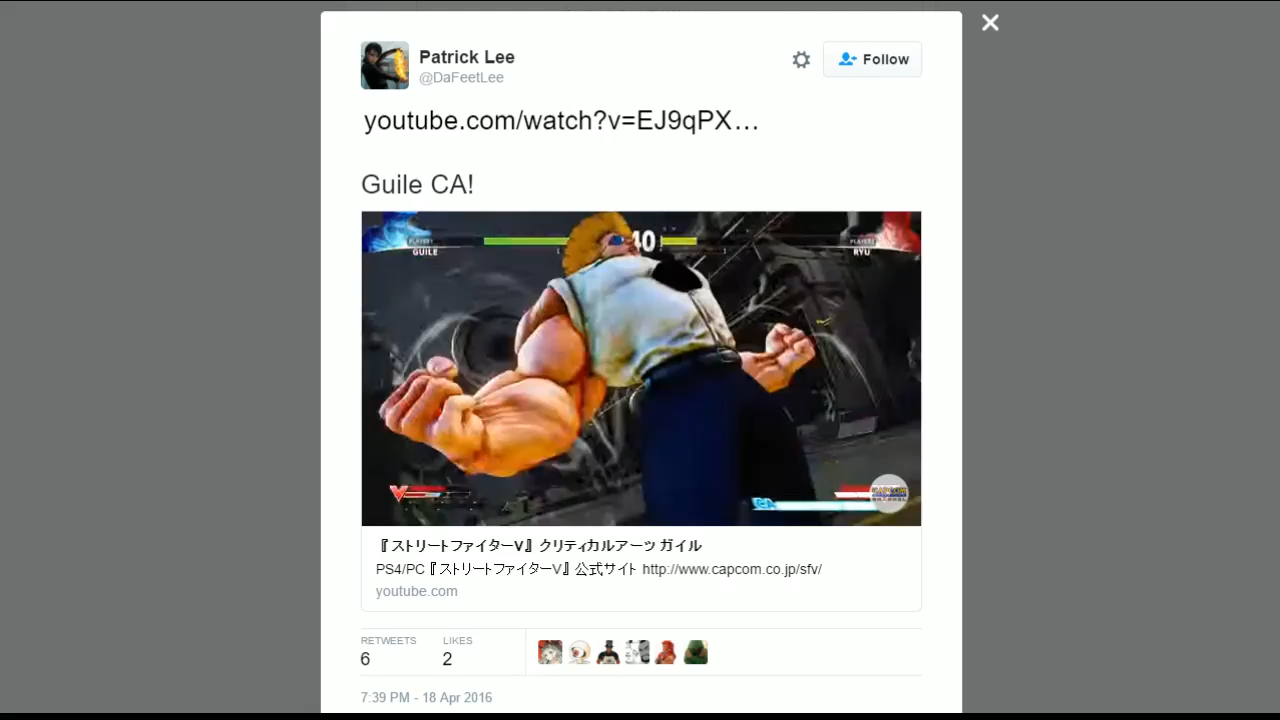 Patrick Lee
@DaFeetLee
Follow
youtube.com/watch?v=EJ9qPX…
Guile CA!
PLAYER1
GUILE
40
RYU
CA
CAPCOM
『ストリートファイターV』 クリティカルアーツ ガイル
PS4/PC『ストリートファイターV』公式サイト http://www.capcom.co.jp/sfv/
youtube.com
RETWEETS
LIKES
6
2
7:39 PM - 18 Apr 2016